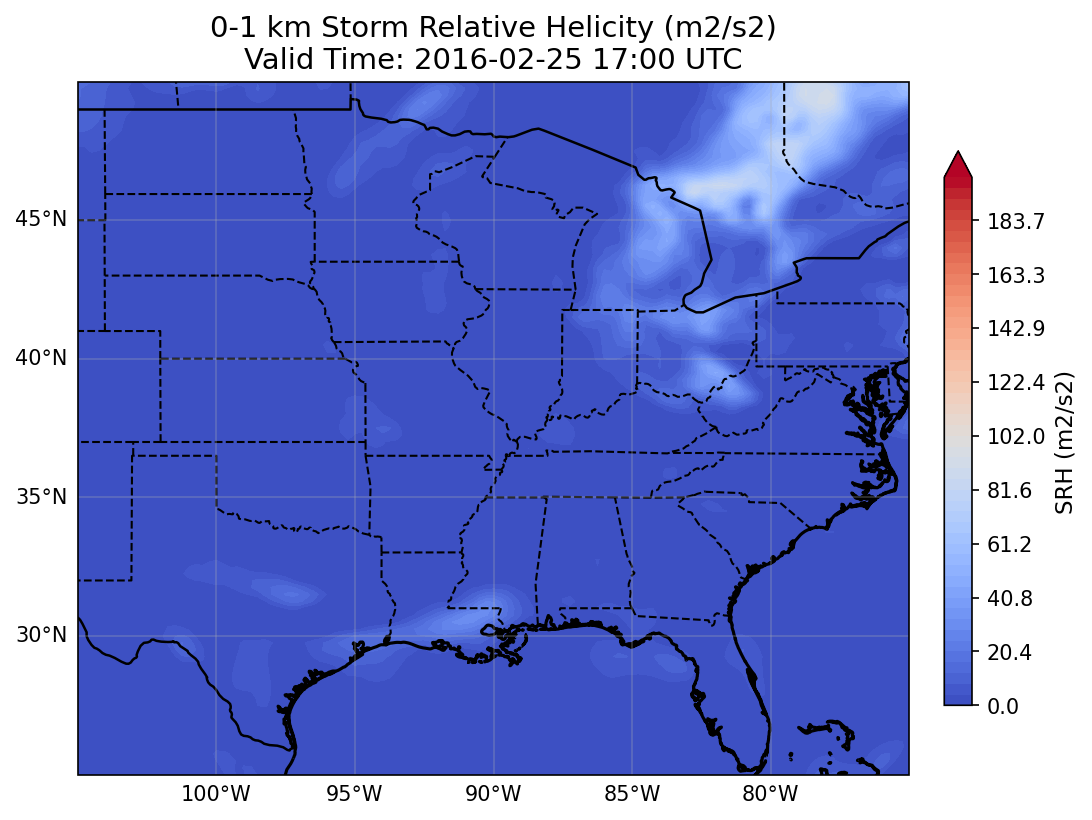 0-1 km Storm Relative Helicity (m2/s2)
Valid Time: 2016-02-25 17:00 UTC
45°N
40°N
35°N
30°N
100°W
95°W
90°W
85°W
80°W
183.7
163.3
142.9
122.4
102.0
81.6
61.2
40.8
20.4
0.0
SRH (m2/s2)